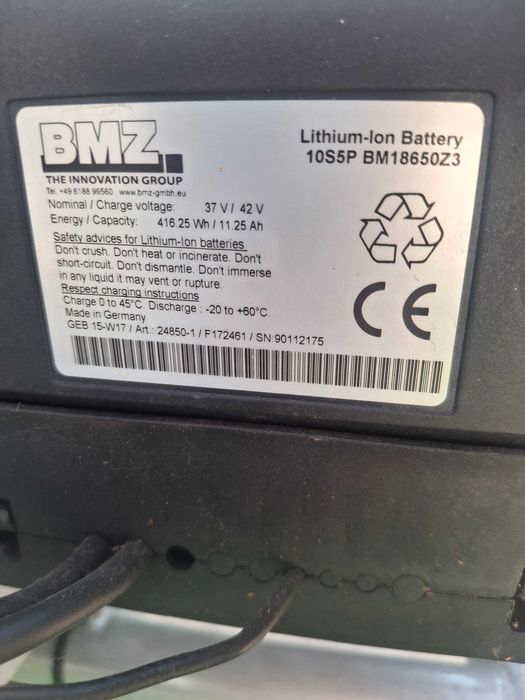 BMZ
THE INNOVATION GROUP
Tel. +49 6188 99560 www.bmz-gmbh.eu
Lithium-Ion Battery
10S5P BM18650Z3
Nominal / Charge voltage: 37 V / 42 V
Energy / Capacity: 416.25 Wh / 11.25 Ah
Safety advices for Lithium-Ion batteries
Don't crush. Don't heat or incinerate. Don't
short-circuit. Don't dismantle. Don't immerse
in any liquid it may vent or rupture.
Respect charging instructions
Charge 0 to 45°C. Discharge : -20 to +60°C.
Made in Germany
GEB 15-W17 / Art.: 24850-1 / F172461 / SN:90112175
CE